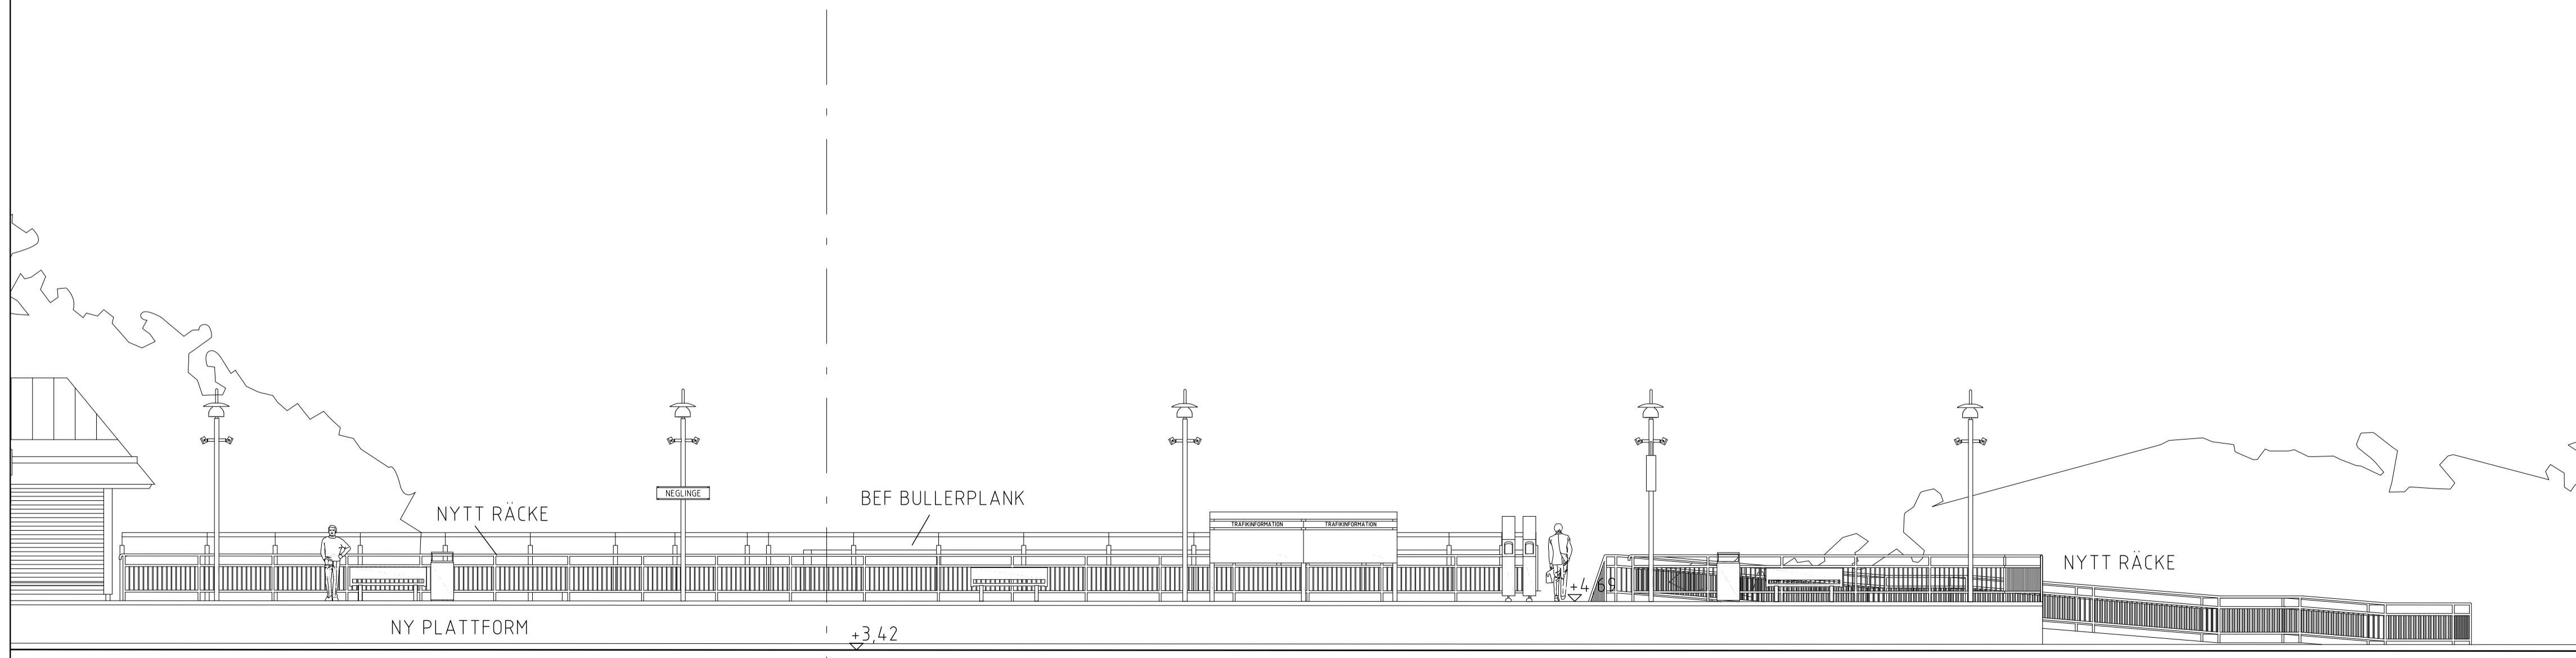 NEGLINGE
BEF BULLERPLANK
NYTT RÄCKE
TRAFIKINFORMATION TRAFIKINFORMATION
NYTT RÄCKE
+4,69
NY PLATTFORM
+3,42